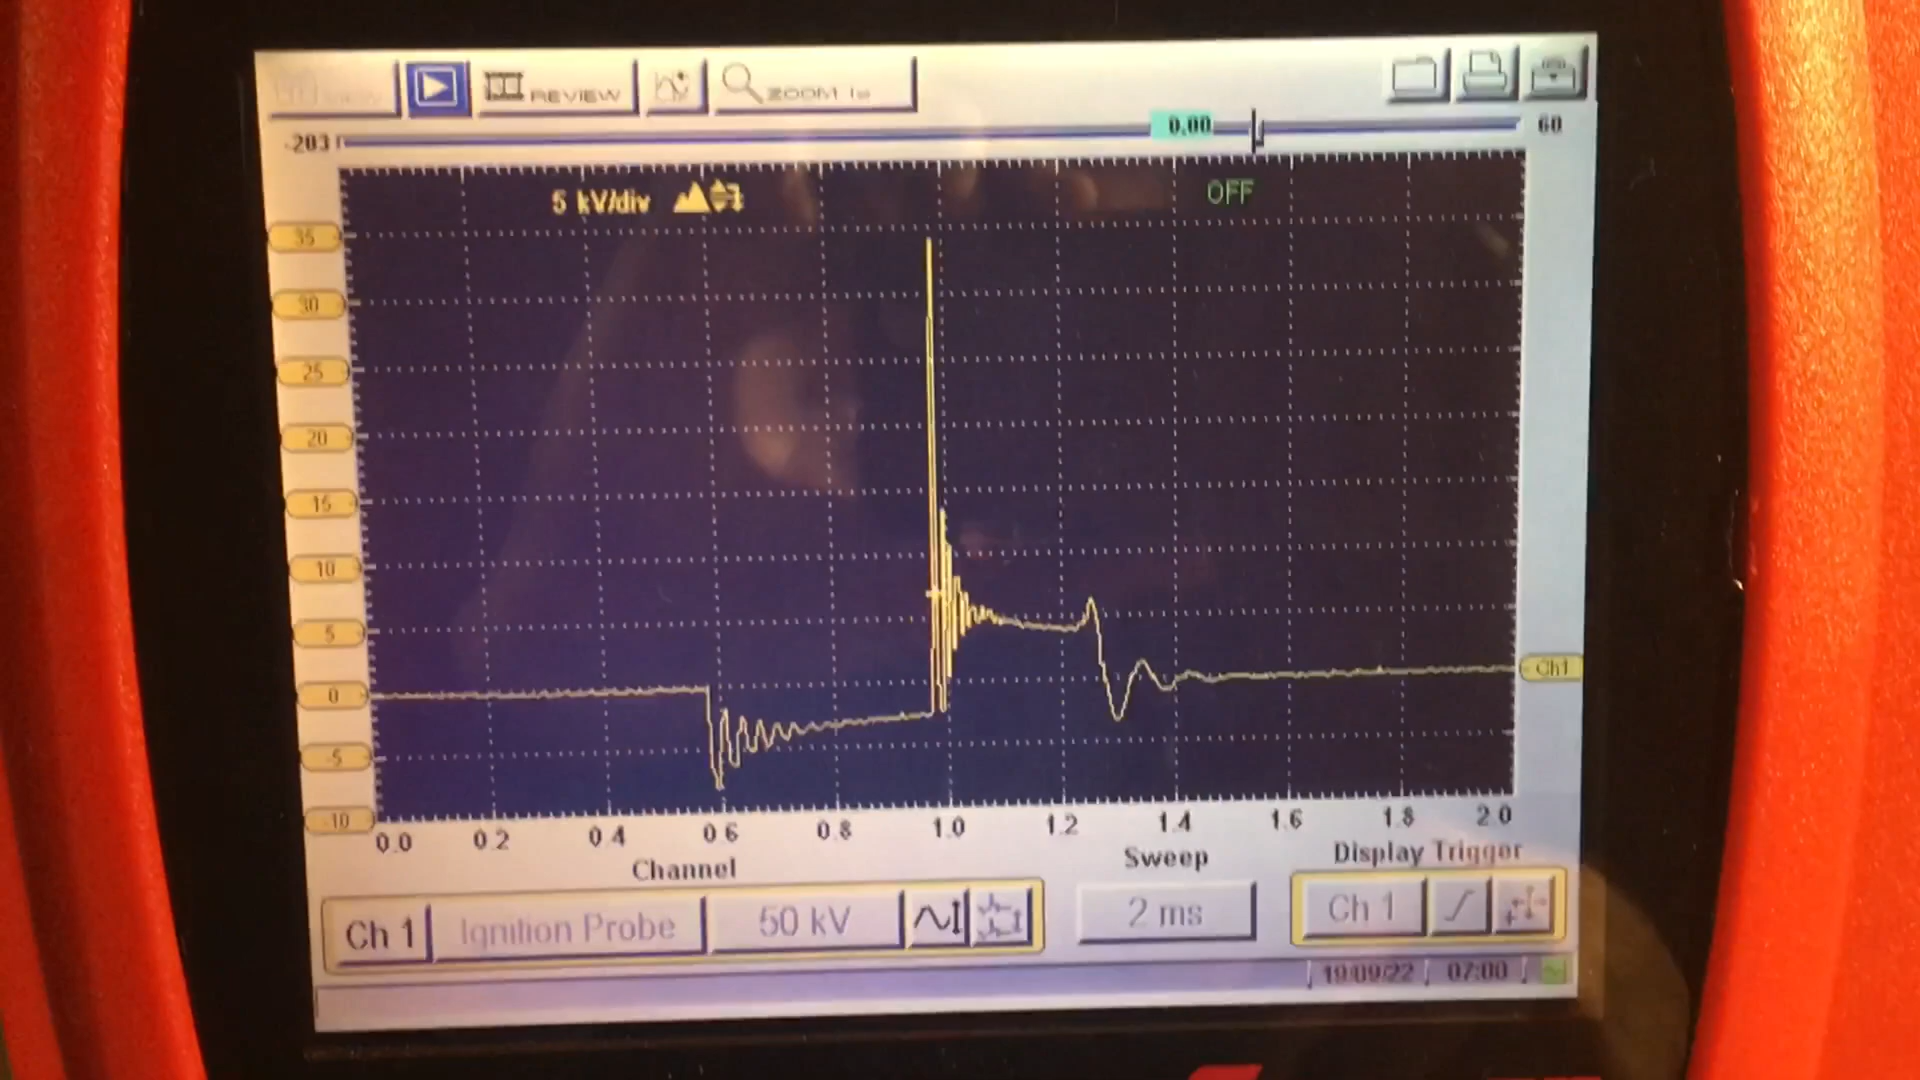 REVIEW
ZOOM 1x
-203
0.00
60
5 kV/div
OFF
35
30
25
20
15
10
5
0
-5
-10
Ch1
0.0 0.2 0.4 0.6 0.8 1.0 1.2 1.4 1.6 1.8 2.0
Channel Sweep Display Trigger
Ch 1 Ignition Probe 50 kV 2 ms Ch 1
19/09/22 07:00